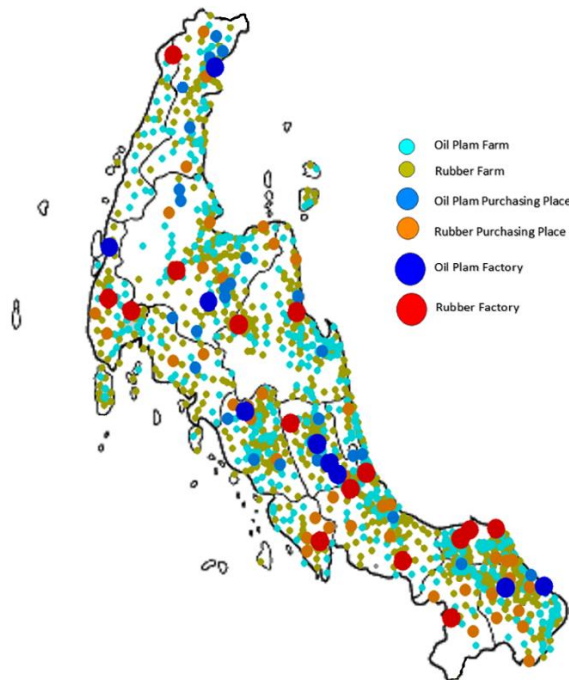 Oil Plam Farm
Rubber Farm
Oil Plam Purchasing Place
Rubber Purchasing Place
Oil Plam Factory
Rubber Factory